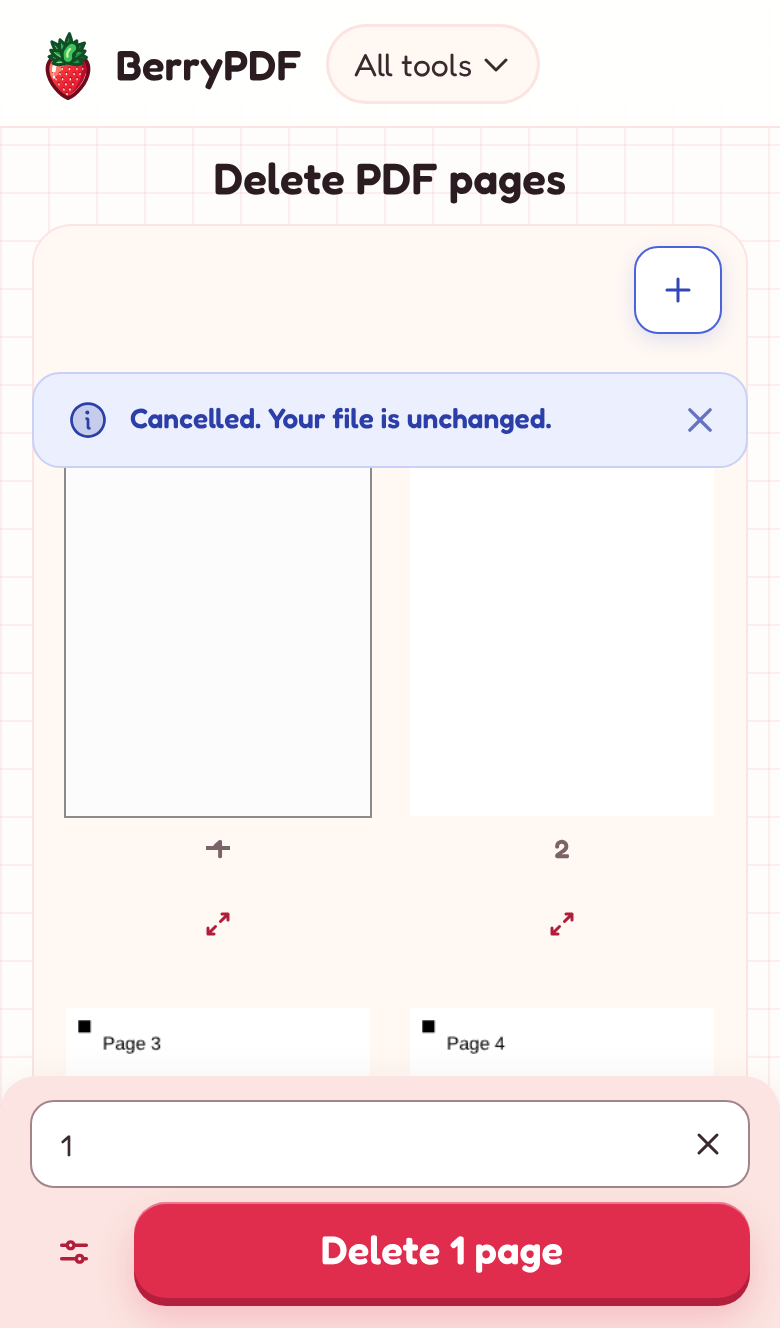 BerryPDF
All tools
Delete PDF pages
Cancelled. Your file is unchanged.
1
2
Page 3
Page 4
1
Delete 1 page